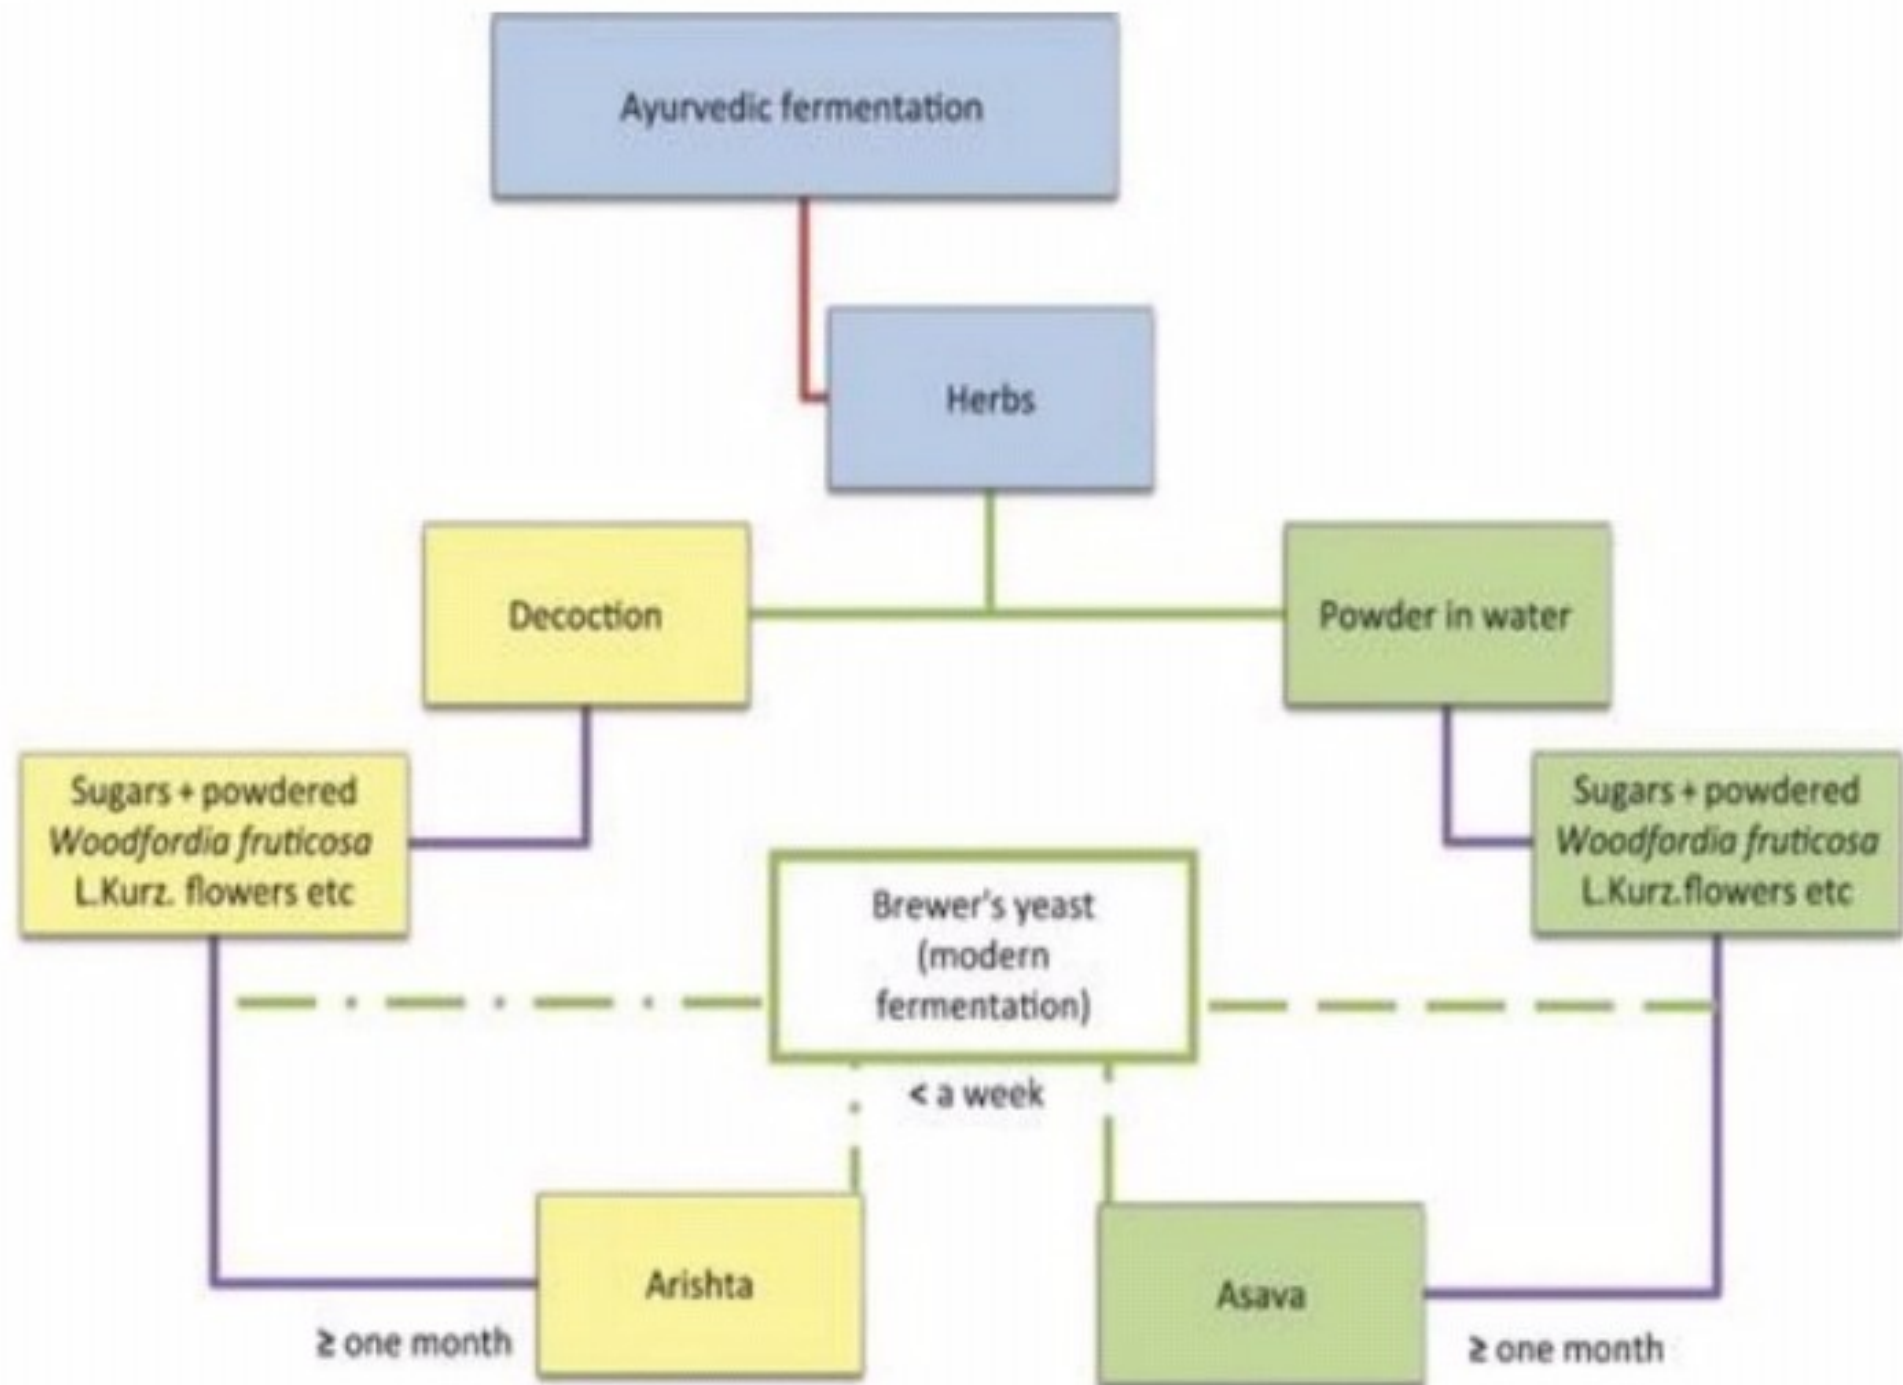 Ayurvedic fermentation
Herbs
Decoction
Powder in water
Sugars + powdered
Woodfordia fruticosa
L.Kurz. flowers etc
Sugars + powdered
Woodfordia fruticosa
L.Kurz.flowers etc
Brewer's yeast
(modern
fermentation)
< a week
Arishta
Asava
≥ one month
≥ one month